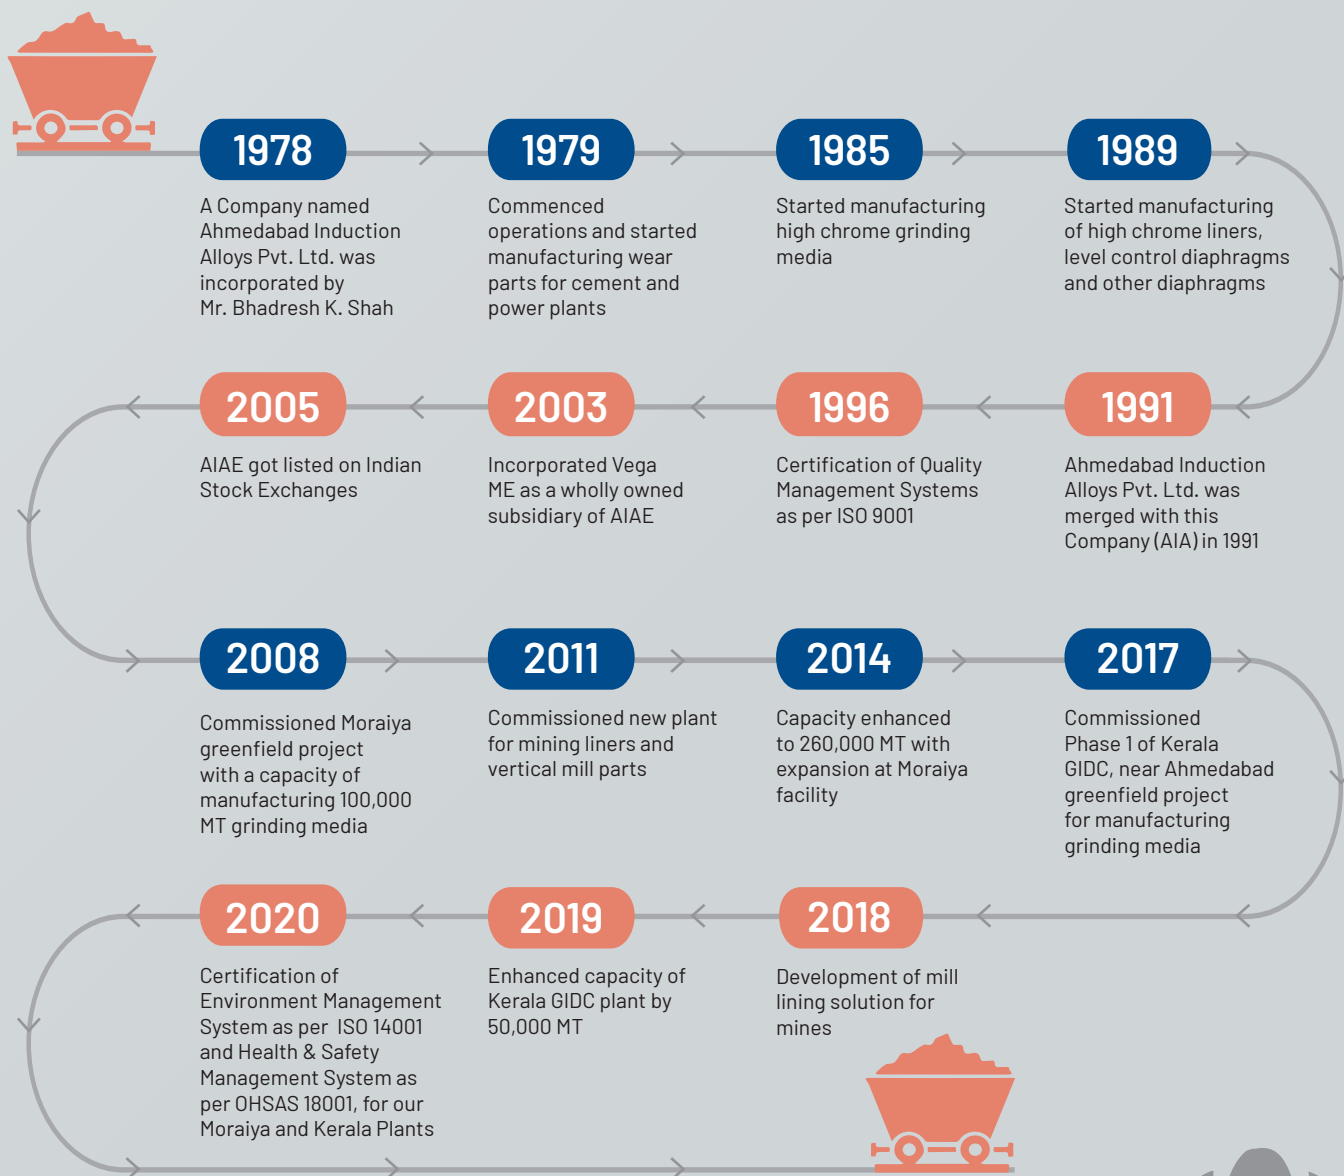 1978
A Company named
Ahmedabad Induction
Alloys Pvt. Ltd. was
incorporated by
Mr. Bhadresh K. Shah
1979
Commenced
operations and started
manufacturing wear
parts for cement and
power plants
1985
Started manufacturing
high chrome grinding
media
1989
Started manufacturing
of high chrome liners,
level control diaphragms
and other diaphragms
1991
Ahmedabad Induction
Alloys Pvt. Ltd. was
merged with this
Company (AIA) in 1991
1996
Certification of Quality
Management Systems
as per ISO 9001
2003
Incorporated Vega
ME as a wholly owned
subsidiary of AIAE
2005
AIAE got listed on Indian
Stock Exchanges
2008
Commissioned Moraiya
greenfield project
with a capacity of
manufacturing 100,000
MT grinding media
2011
Commissioned new plant
for mining liners and
vertical mill parts
2014
Capacity enhanced
to 260,000 MT with
expansion at Moraiya
facility
2017
Commissioned
Phase 1 of Kerala
GIDC, near Ahmedabad
greenfield project
for manufacturing
grinding media
2018
Development of mill
lining solution for
mines
2019
Enhanced capacity of
Kerala GIDC plant by
50,000 MT
2020
Certification of
Environment Management
System as per ISO 14001
and Health & Safety
Management System as
per OHSAS 18001, for our
Moraiya and Kerala Plants